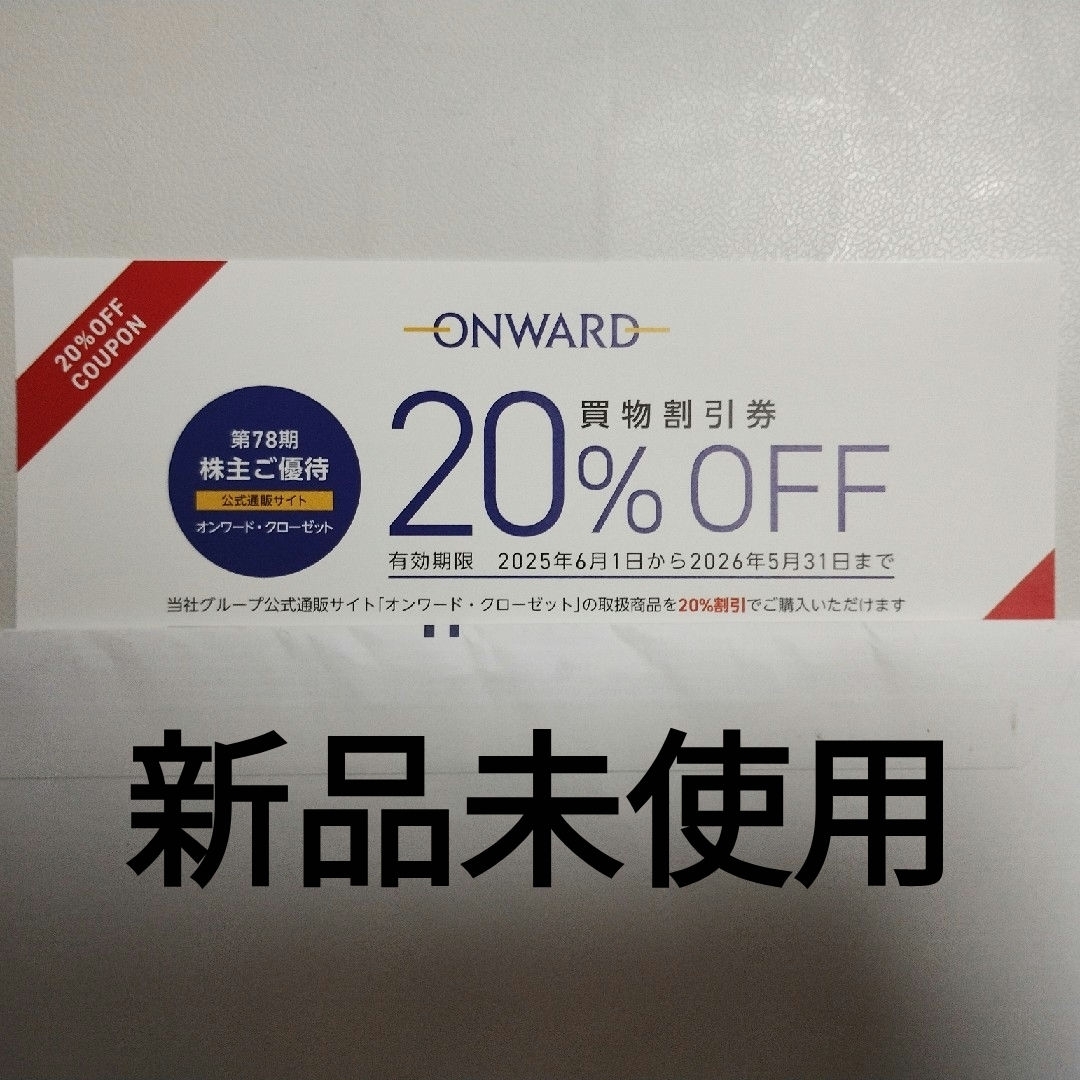 20%OFF
COUPON
ONWARD
第78期
株主ご優待
公式通販サイト
オンワード・クローゼット
買物割引券
20%OFF
有効期限 2025年6月1日から2026年5月31日まで
当社グループ公式通販サイト「オンワード・クローゼット」の取扱商品を20%割引でご購入いただけます
新品未使用